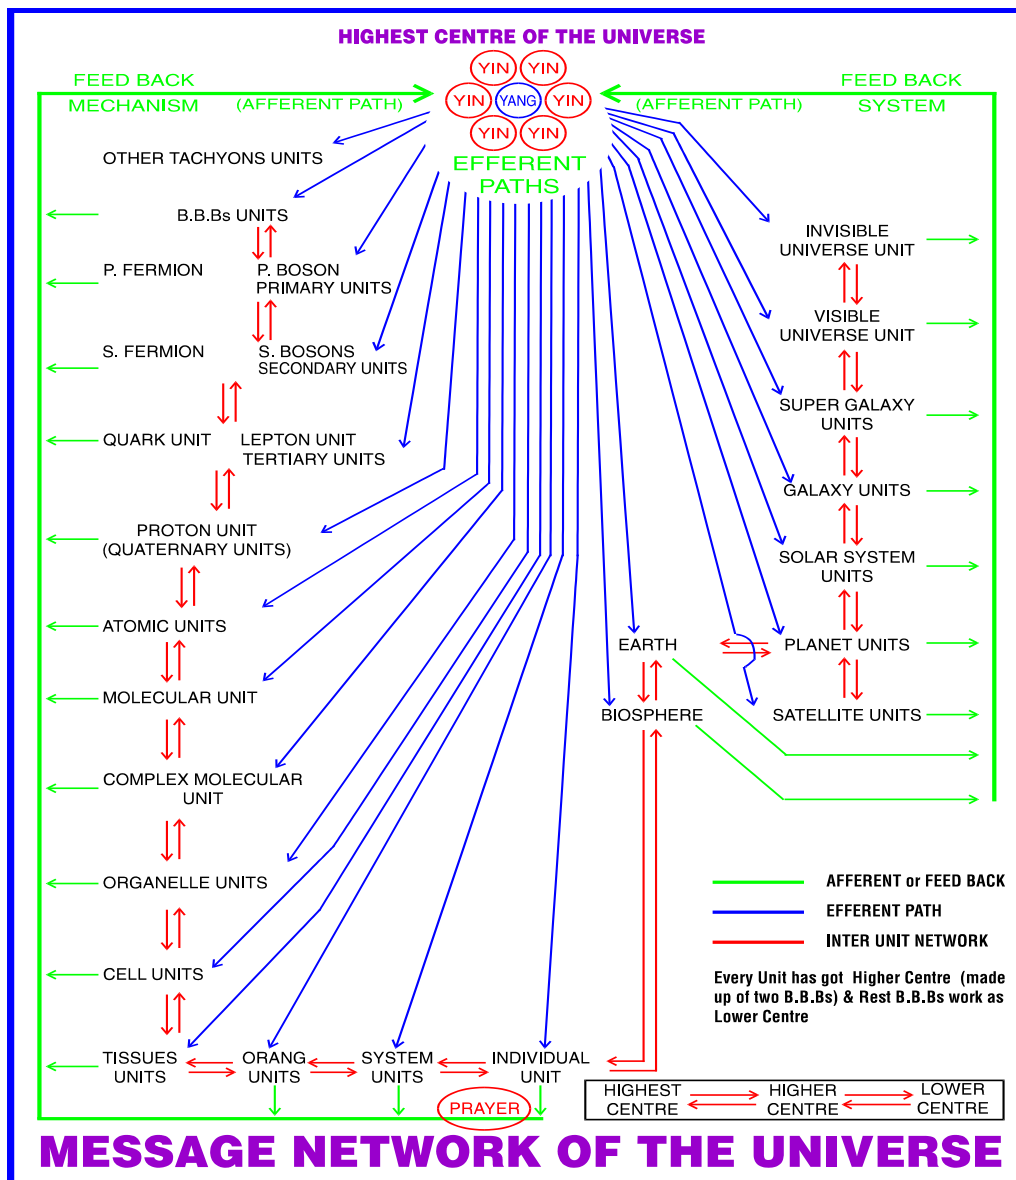 HIGHEST CENTRE OF THE UNIVERSE
YIN YIN
YIN YANG YIN
YIN YIN
EFFERENT
PATHS
FEED BACK
MECHANISM (AFFERENT PATH)
FEED BACK
(AFFERENT PATH) SYSTEM
OTHER TACHYONS UNITS
B.B.Bs UNITS
P. FERMION P. BOSON
PRIMARY UNITS
S. FERMION S. BOSONS
SECONDARY UNITS
QUARK UNIT LEPTON UNIT
TERTIARY UNITS
PROTON UNIT
(QUATERNARY UNITS)
ATOMIC UNITS
MOLECULAR UNIT
COMPLEX MOLECULAR
UNIT
ORGANELLE UNITS
CELL UNITS
TISSUES
UNITS
ORANG
UNITS
SYSTEM
UNITS
INDIVIDUAL
UNIT
PRAYER
INVISIBLE
UNIVERSE UNIT
VISIBLE
UNIVERSE UNIT
SUPER GALAXY
UNITS
GALAXY UNITS
SOLAR SYSTEM
UNITS
EARTH
PLANET UNITS
BIOSPHERE
SATELLITE UNITS
AFFERENT or FEED BACK
EFFERENT PATH
INTER UNIT NETWORK
Every Unit has got Higher Centre (made
up of two B.B.Bs) & Rest B.B.Bs work as
Lower Centre
HIGHEST
CENTRE
HIGHER
CENTRE
LOWER
CENTRE
MESSAGE NETWORK OF THE UNIVERSE